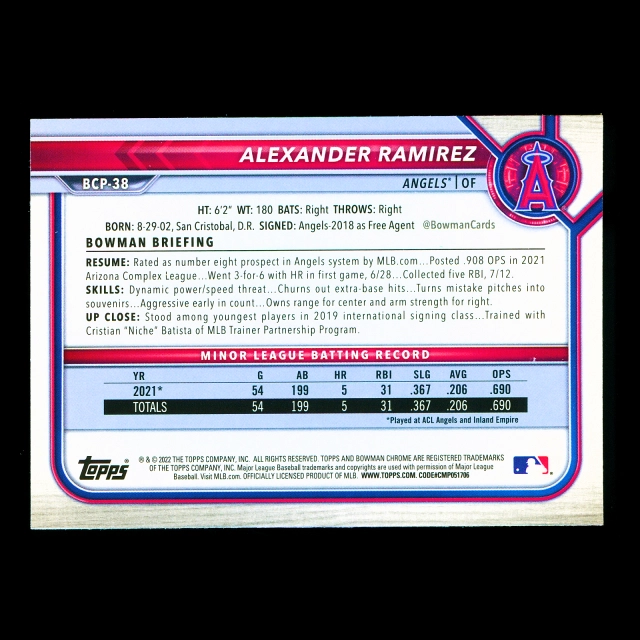 ALEXANDER RAMIREZ
BCP-38
ANGELS® | OF
A
HT: 6'2" WT: 180 BATS: Right THROWS: Right
BORN: 8-29-02, San Cristobal, D.R. SIGNED: Angels-2018 as Free Agent @BowmanCards
BOWMAN BRIEFING
RESUME: Rated as number eight prospect in Angels system by MLB.com...Posted .908 OPS in 2021
Arizona Complex League...Went 3-for-6 with HR in first game, 6/28...Collected five RBI, 7/12.
SKILLS: Dynamic power/speed threat...Churns out extra-base hits...Turns mistake pitches into
souvenirs...Aggressive early in count...Owns range for center and arm strength for right.
UP CLOSE: Stood among youngest players in 2019 international signing class...Trained with
Cristian "Niche" Batista of MLB Trainer Partnership Program.
MINOR LEAGUE BATTING RECORD
YR G AB HR RBI SLG AVG OPS
2021* 54 199 5 31 .367 .206 .690
TOTALS 54 199 5 31 .367 .206 .690
*Played at ACL Angels and Inland Empire
Topps
® & © 2022 THE TOPPS COMPANY, INC. ALL RIGHTS RESERVED. TOPPS AND BOWMAN CHROME ARE REGISTERED TRADEMARKS
OF THE TOPPS COMPANY, INC. Major League Baseball trademarks and copyrights are used with permission of Major League
Baseball. Visit MLB.com. OFFICIALLY LICENSED PRODUCT OF MLB. WWW.TOPPS.COM. CODE#CMP051706